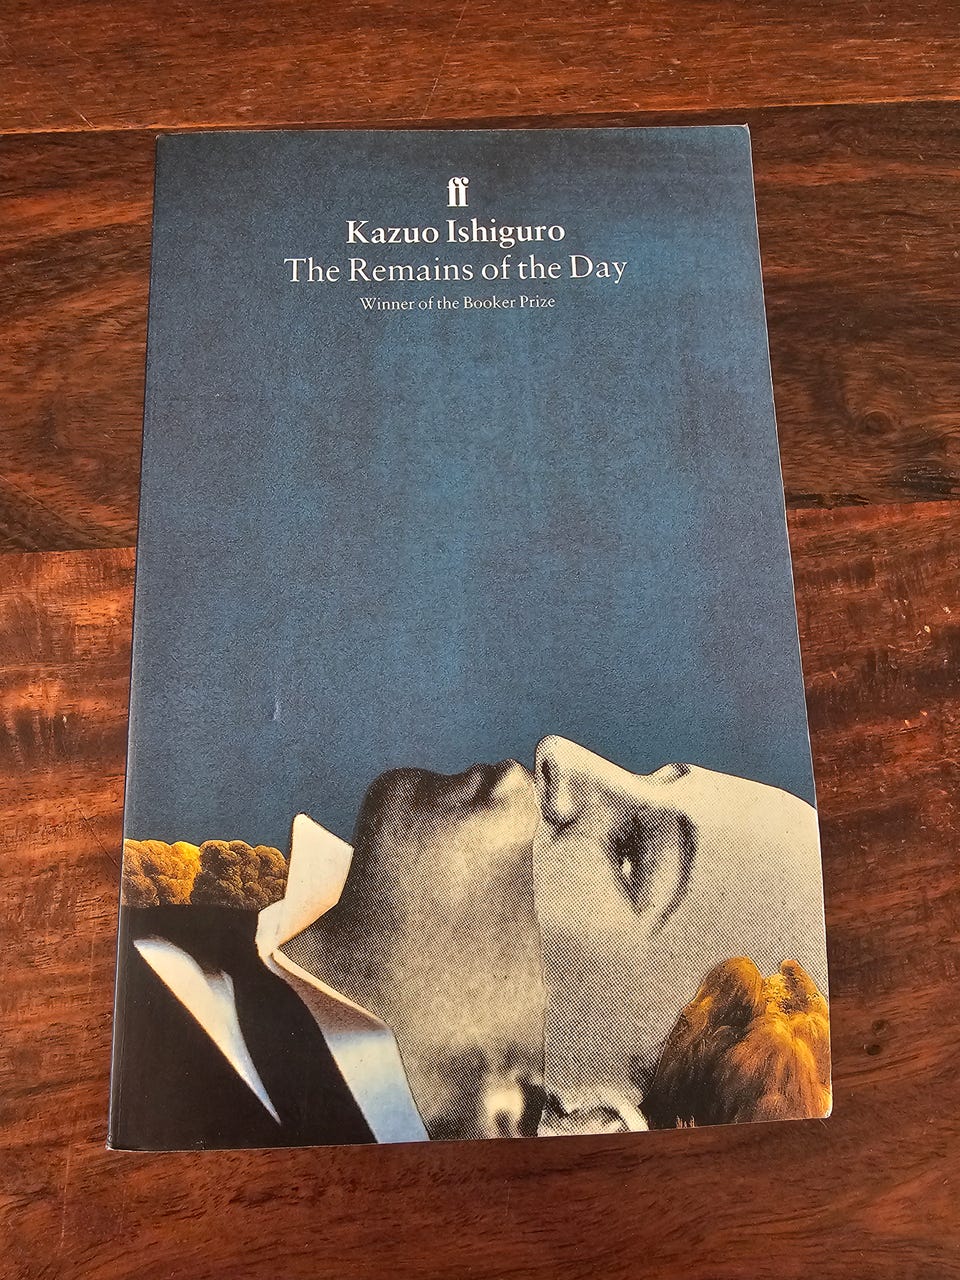 ff
Kazuo Ishiguro
The Remains of the Day
Winner of the Booker Prize